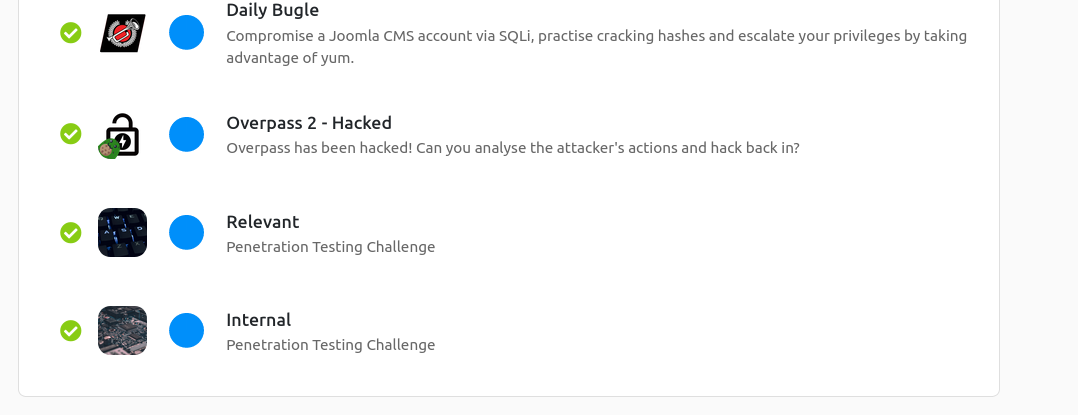 Daily Bugle
Compromise a Joomla CMS account via SQLi, practise cracking hashes and escalate your privileges by taking
advantage of yum.
Overpass 2 - Hacked
Overpass has been hacked! Can you analyse the attacker's actions and hack back in?
Relevant
Penetration Testing Challenge
Internal
Penetration Testing Challenge